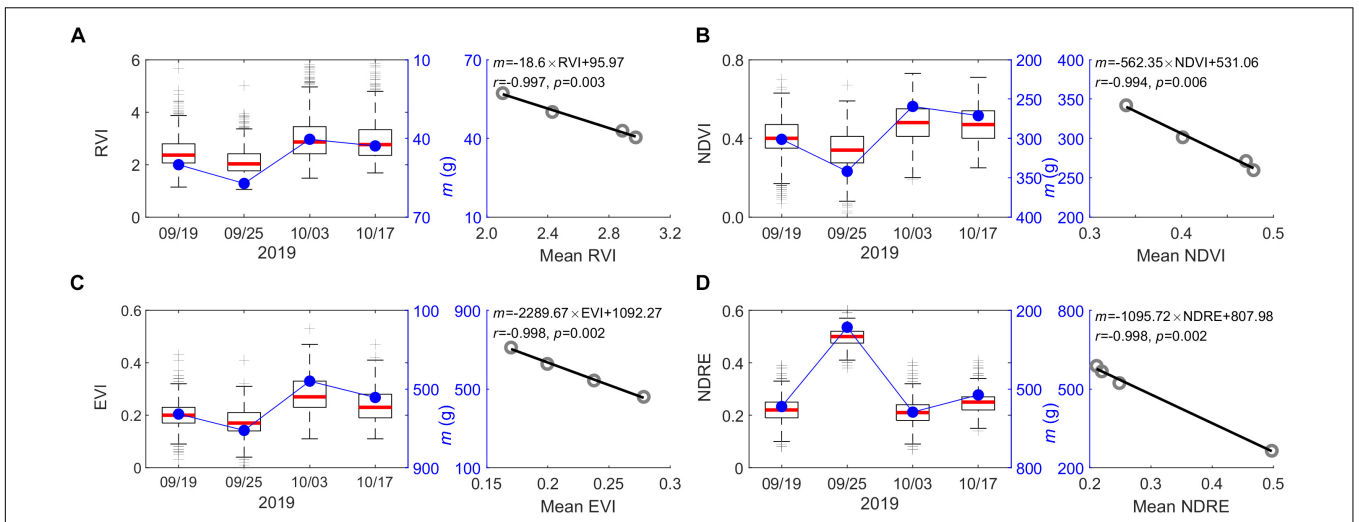 A
B
RVI
6
4
2
0
10
40
70
m (g)
09/19 09/25 10/03 10/17
2019
70
40
10
m=-18.6×RVI+95.97
r=-0.997, p=0.003
2.0 2.4 2.8 3.2
Mean RVI
NDVI
0.8
0.4
0.0
200
250
300
350
400
m (g)
09/19 09/25 10/03 10/17
2019
400
350
300
250
200
m=-562.35×NDVI+531.06
r=-0.994, p=0.006
0.3 0.4 0.5
Mean NDVI
C
D
EVI
0.6
0.4
0.2
0
100
500
900
m (g)
09/19 09/25 10/03 10/17
2019
900
500
100
m=-2289.67×EVI+1092.27
r=-0.998, p=0.002
0.15 0.2 0.25 0.3
Mean EVI
NDRE
0.6
0.4
0.2
0
200
500
800
m (g)
09/19 09/25 10/03 10/17
2019
800
500
200
m=-1095.72×NDRE+807.98
r=-0.998, p=0.002
0.2 0.3 0.4 0.5
Mean NDRE